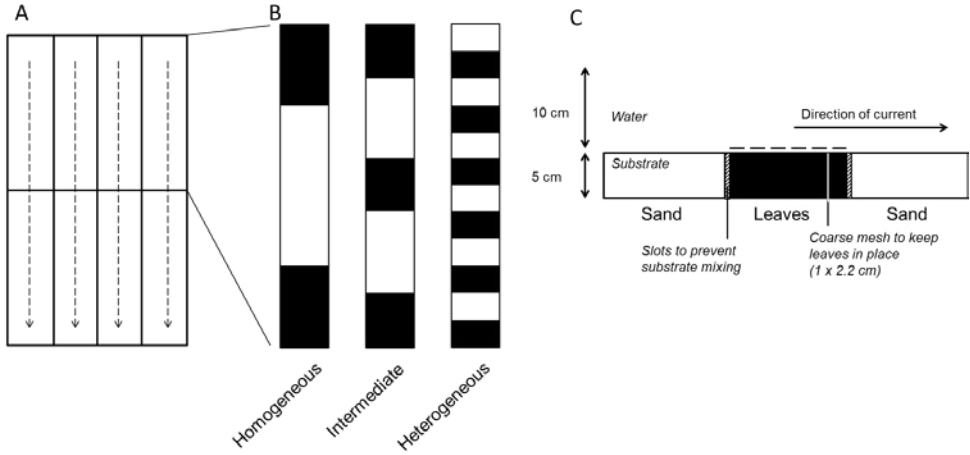 A
B
Homogeneous
Intermediate
Heterogeneous
C
10 cm
Water
Direction of current
5 cm
Substrate
Sand
Leaves
Sand
Slots to prevent
substrate mixing
Coarse mesh to keep
leaves in place
(1 x 2.2 cm)